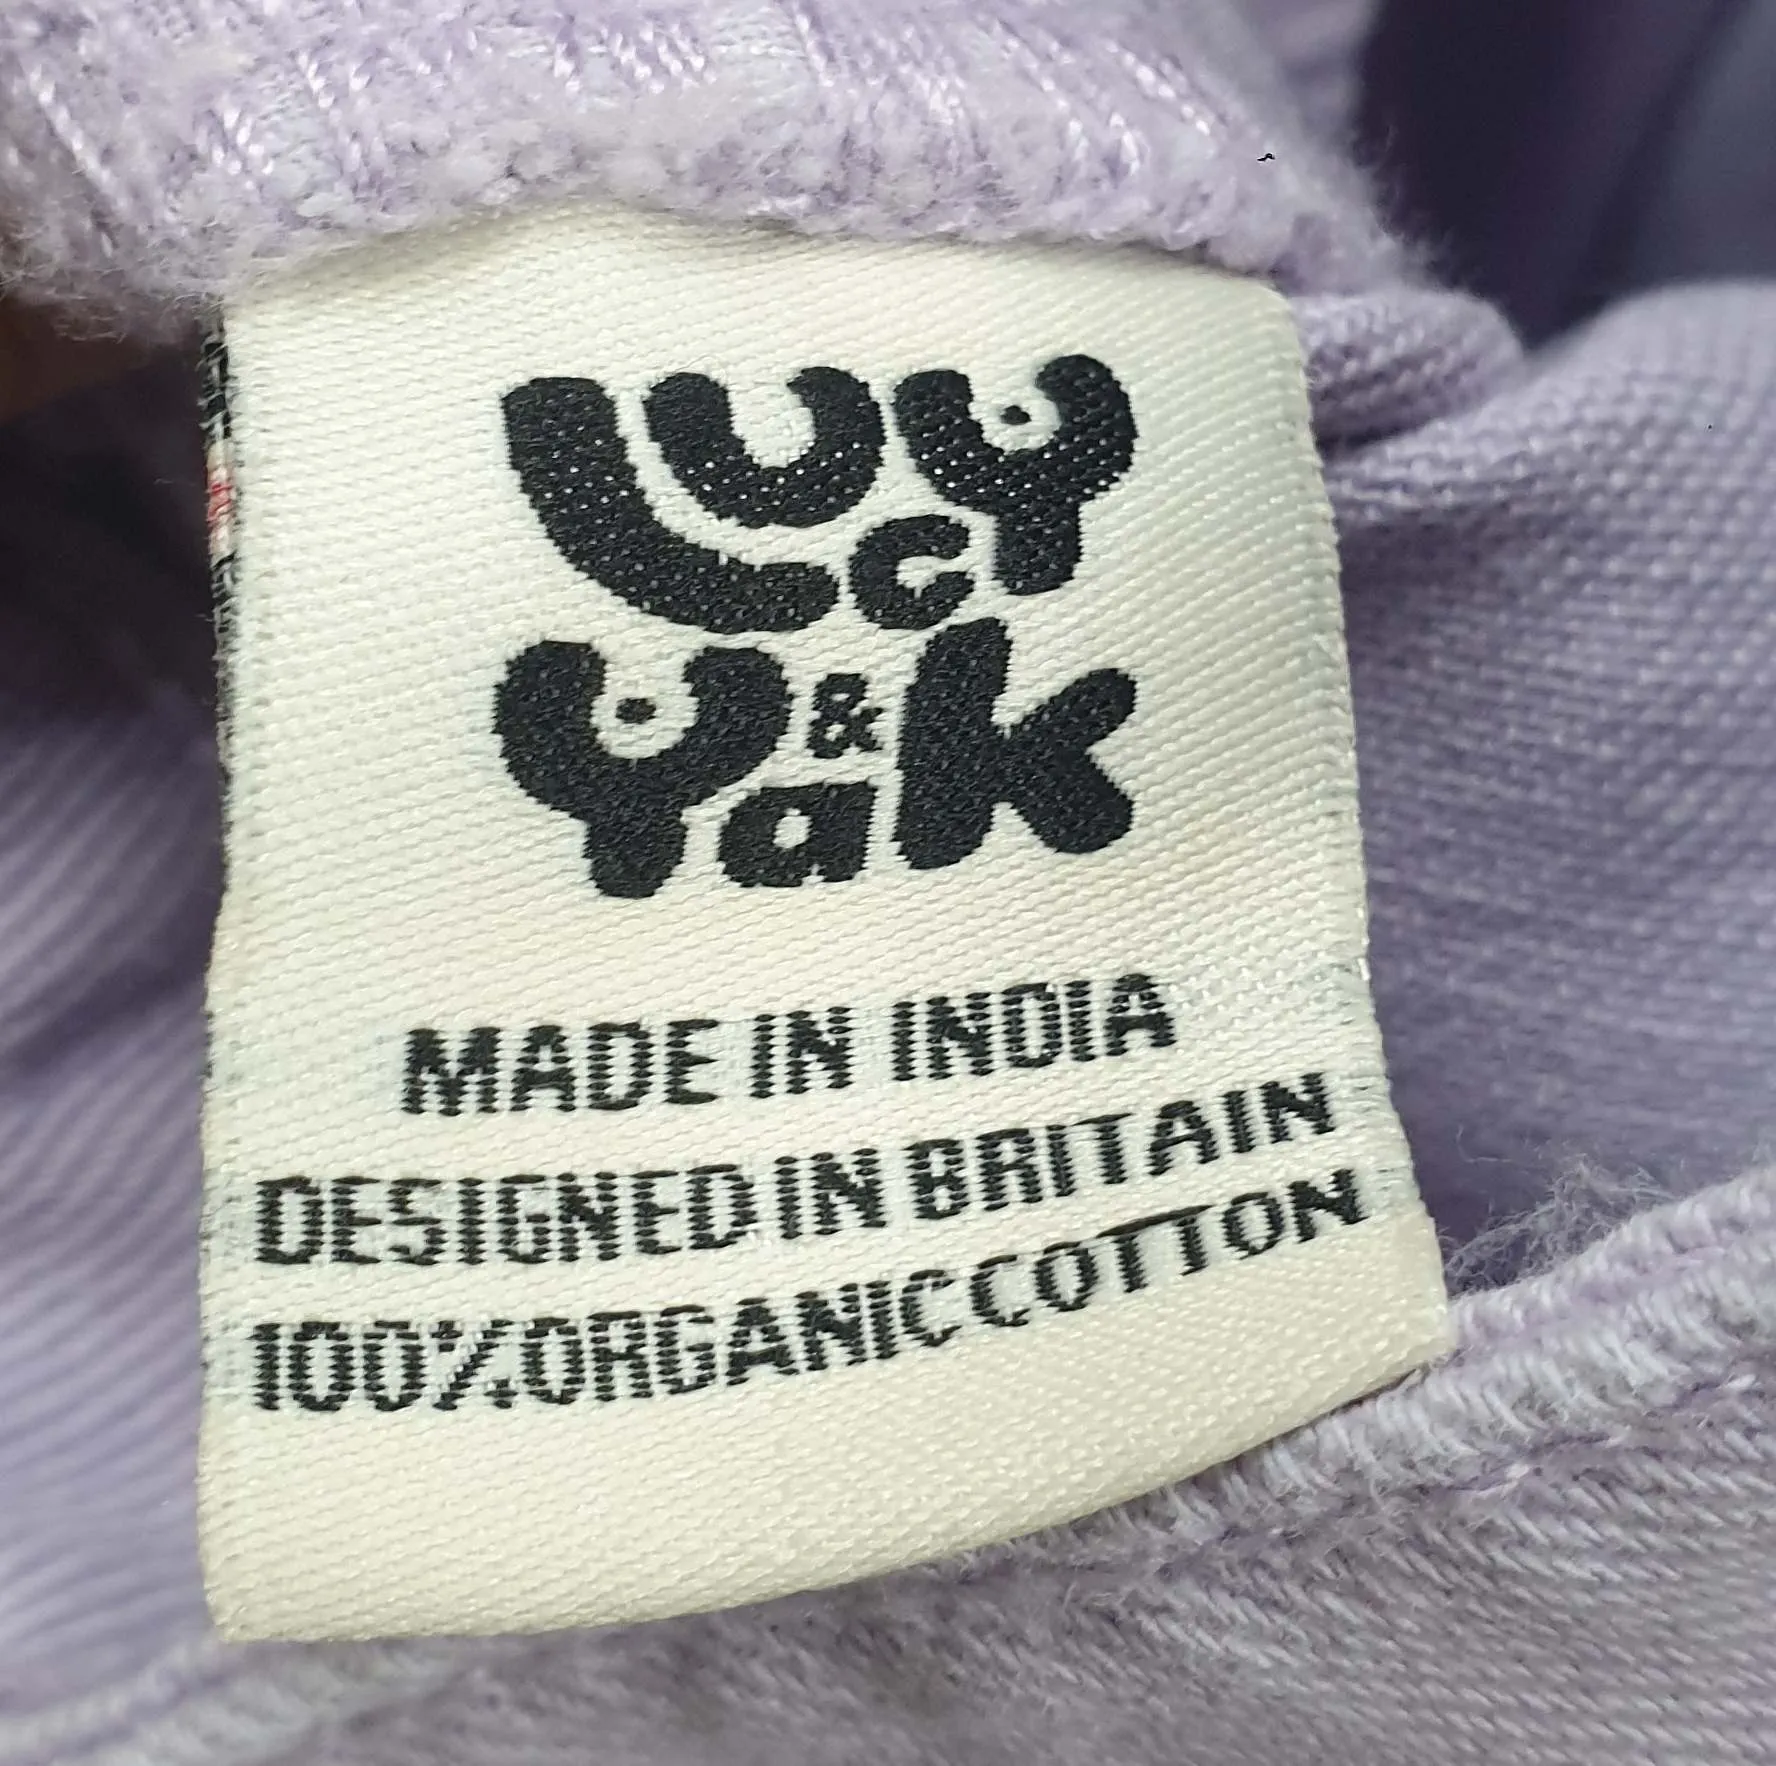 Lucy
& Yak
MADE IN INDIA
DESIGNED IN BRITAIN
100% ORGANIC COTTON